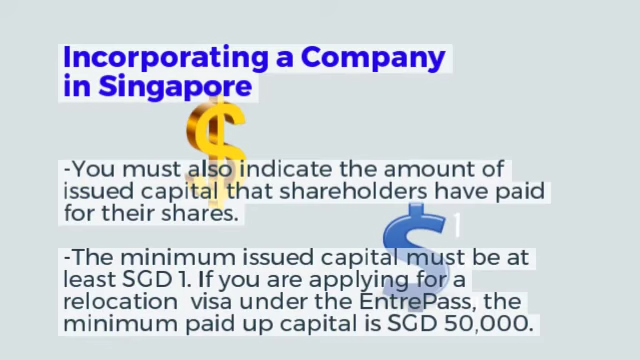 Incorporating a Company
in Singapore
-You must also indicate the amount of
issued capital that shareholders have paid
for their shares.
1
-The minimum issued capital must be at
least SGD 1. If you are applying for a
relocation visa under the EntrePass, the
minimum paid up capital is SGD 50,000.